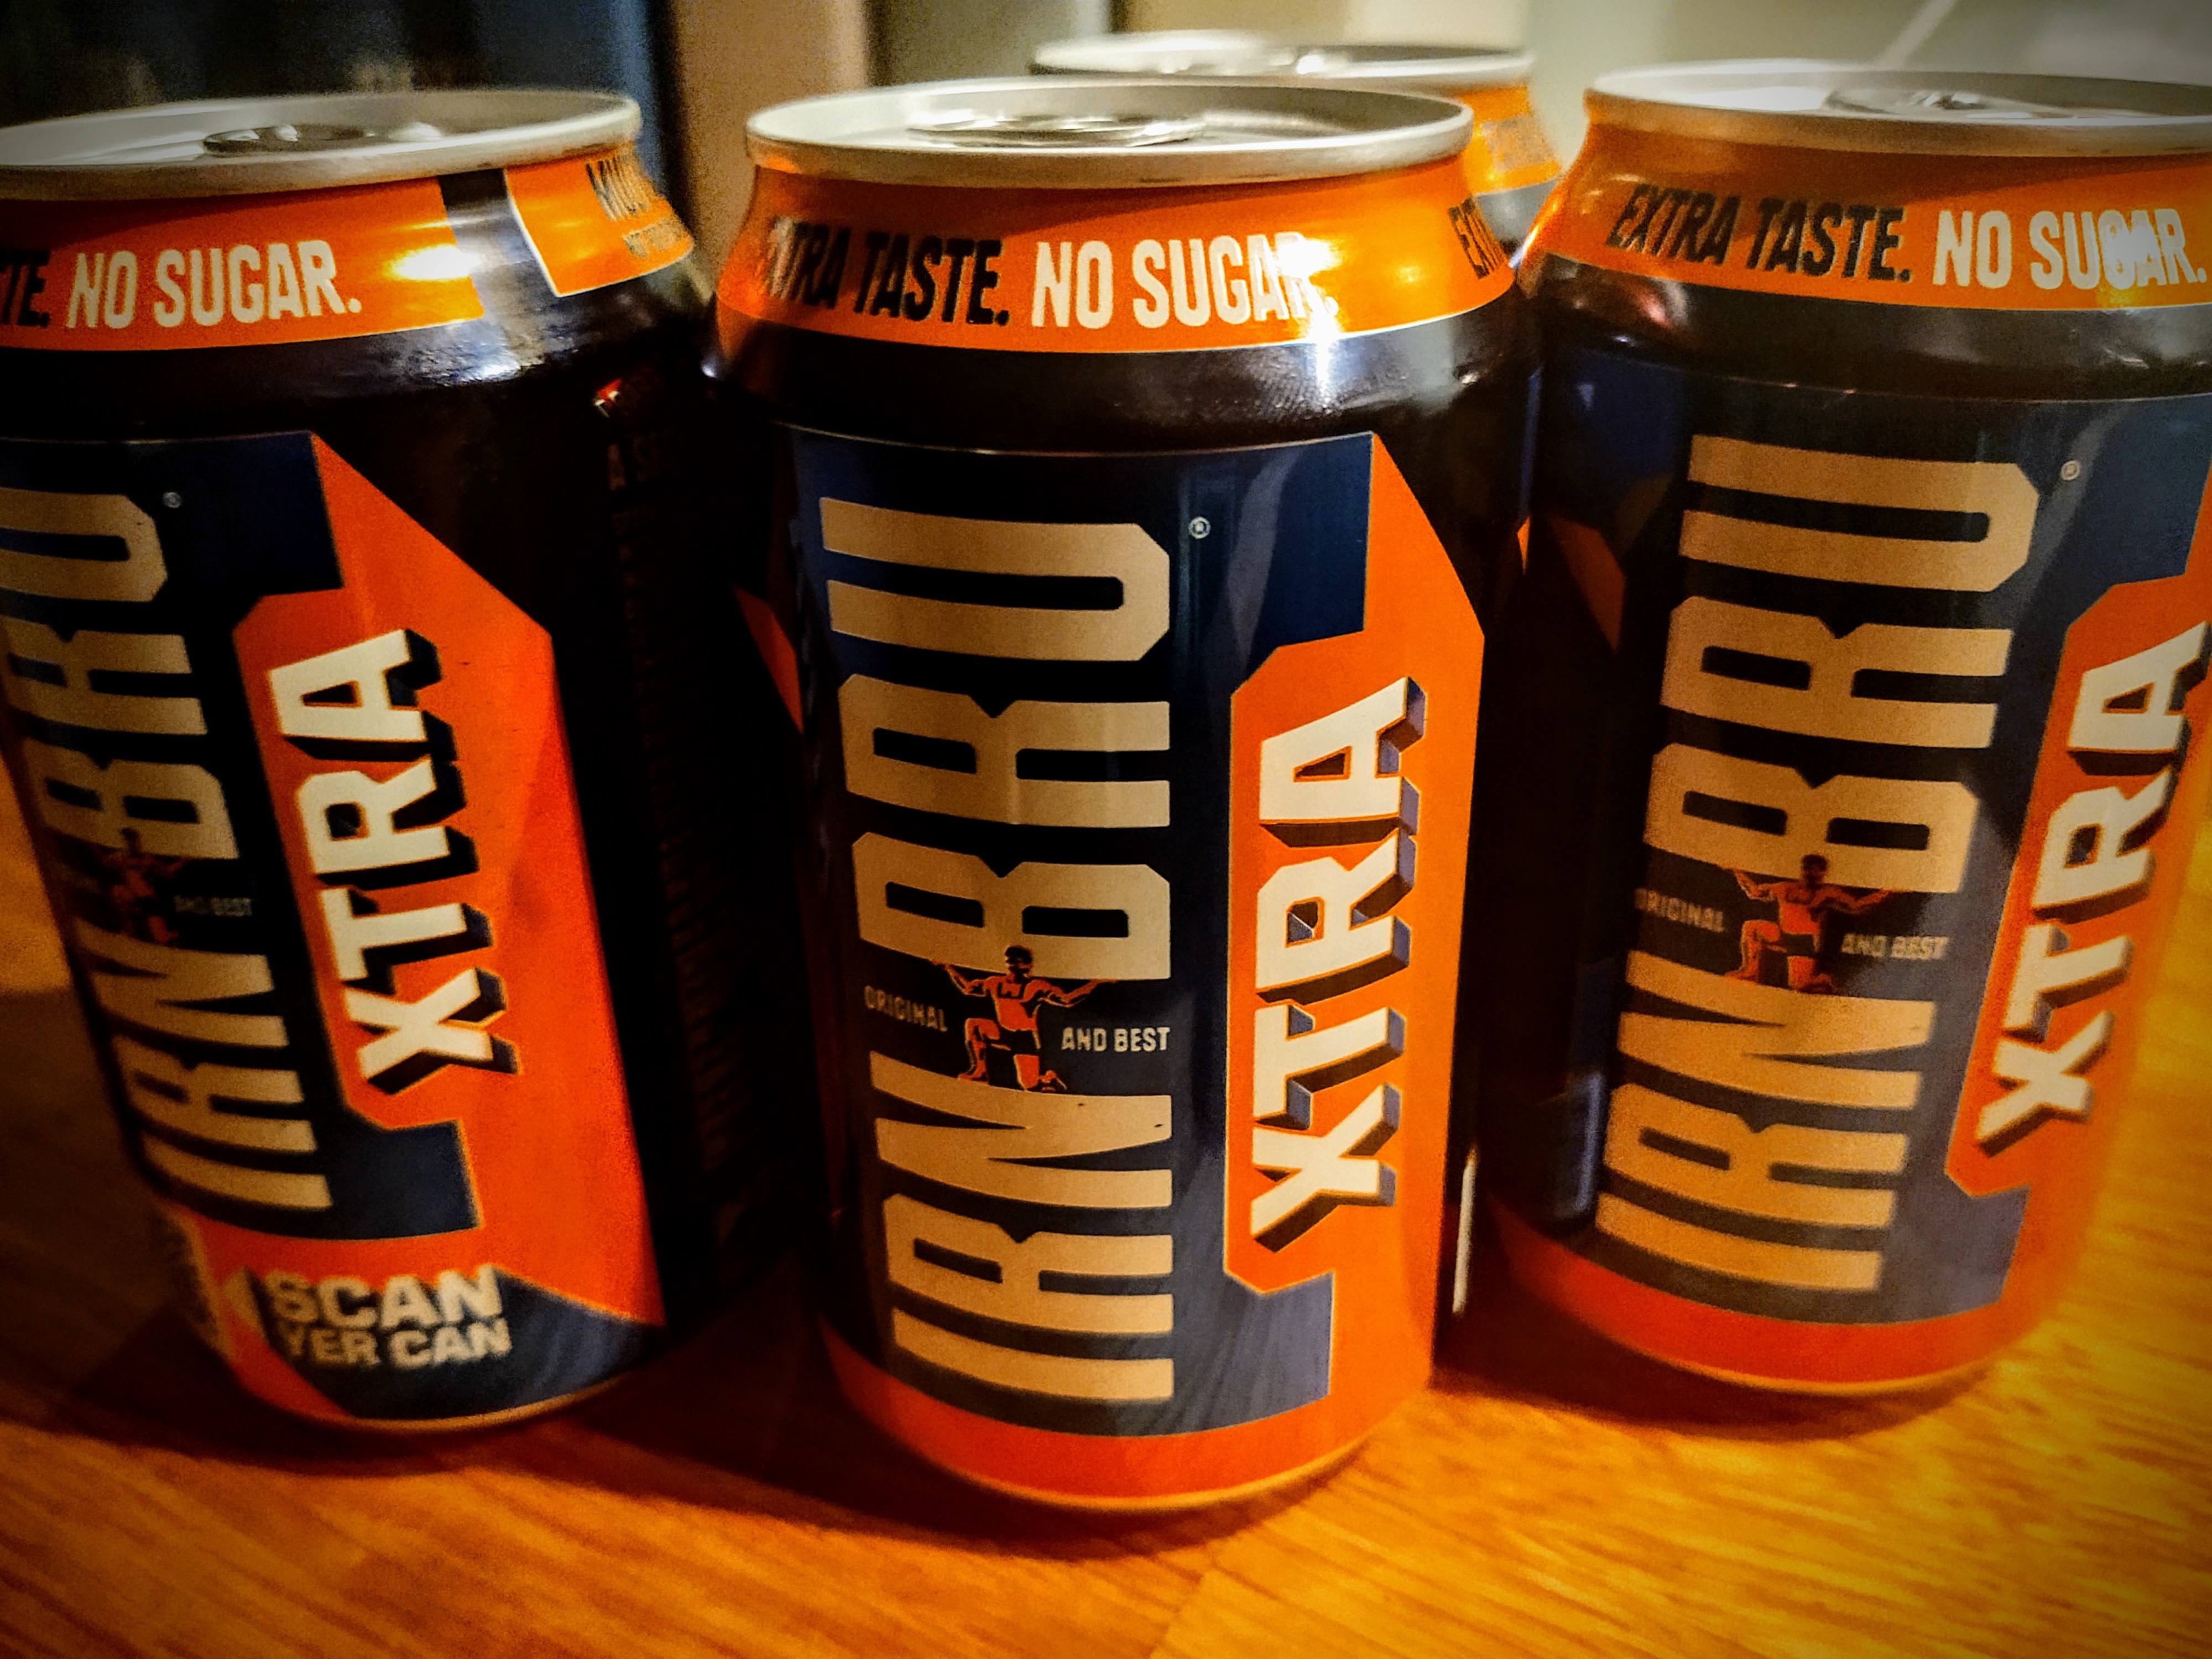 TE. NO SUGAR.
IRN-BRU®
XTRA
AND BEST
SCAN
YER CAN
EXTRA TASTE. NO SUGAR.
IRN-BRU®
XTRA
ORIGINAL AND BEST
EXTRA TASTE. NO SUGAR.
IRN-BRU®
XTRA
ORIGINAL AND BEST